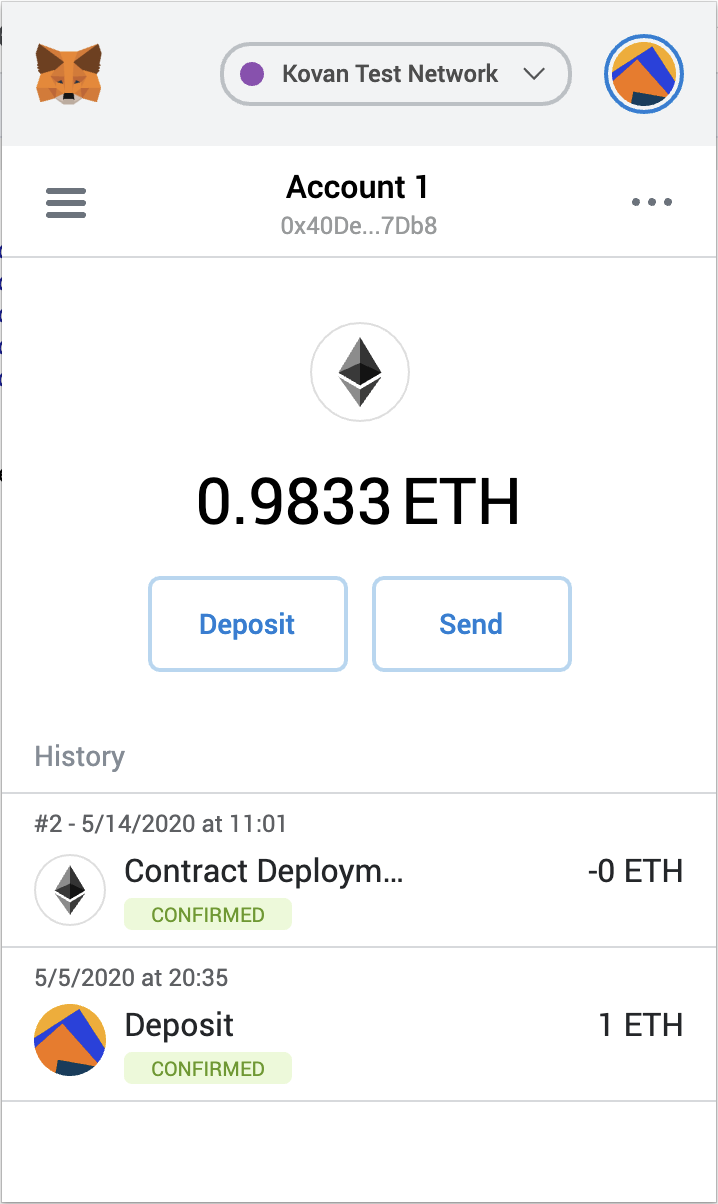 Kovan Test Network
Account 1
0x40De...7Db8
0.9833 ETH
Deposit
Send
History
#2 - 5/14/2020 at 11:01
Contract Deploym...
-0 ETH
CONFIRMED
5/5/2020 at 20:35
Deposit
1 ETH
CONFIRMED